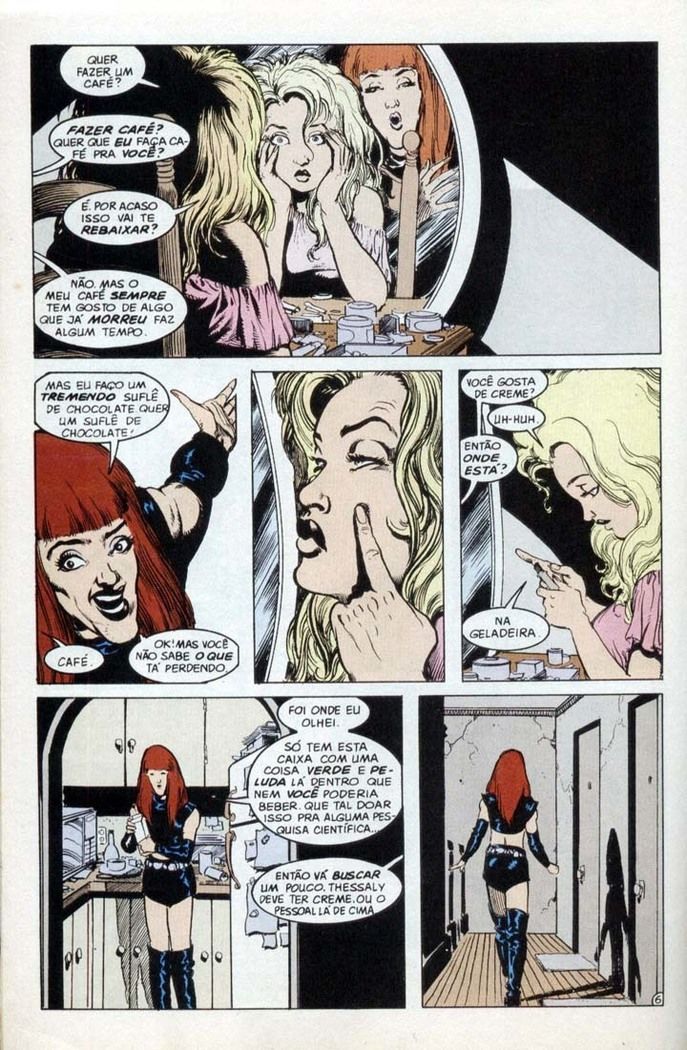 QUER
FAZER UM
CAFÉ?
FAZER CAFÉ?
QUER QUE EU FAÇA CA-
FÉ PRA VOCÊ?
É. POR ACASO
ISSO VAI TE
REBAIXAR?
NÃO. MAS O
MEU CAFÉ SEMPRE
TEM GOSTO DE ALGO
QUE JÁ MORREU FAZ
ALGUM TEMPO.
MAS EU FAÇO UM
TREMENDO SUFLÊ
DE CHOCOLATE. QUER
UM SUFLÊ DE
CHOCOLATE?
CAFÉ.
OK! MAS VOCÊ
NÃO SABE O QUE
TÁ PERDENDO.
VOCÊ GOSTA
DE CREME?
UH-HUH.
ENTÃO
ONDE
ESTÁ?
NA
GELADEIRA.
FOI ONDE EU
OLHEI.
SÓ TEM ESTA
CAIXA COM UMA
COISA VERDE E PE-
LUDA LÁ DENTRO QUE
NEM VOCÊ PODERIA
BEBER. QUE TAL DOAR
ISSO PRA ALGUMA PES-
QUISA CIENTÍFICA...
ENTÃO VÁ BUSCAR
UM POUCO. THESSALY
DEVE TER CREME. OU O
PESSOAL LÁ DE CIMA
6